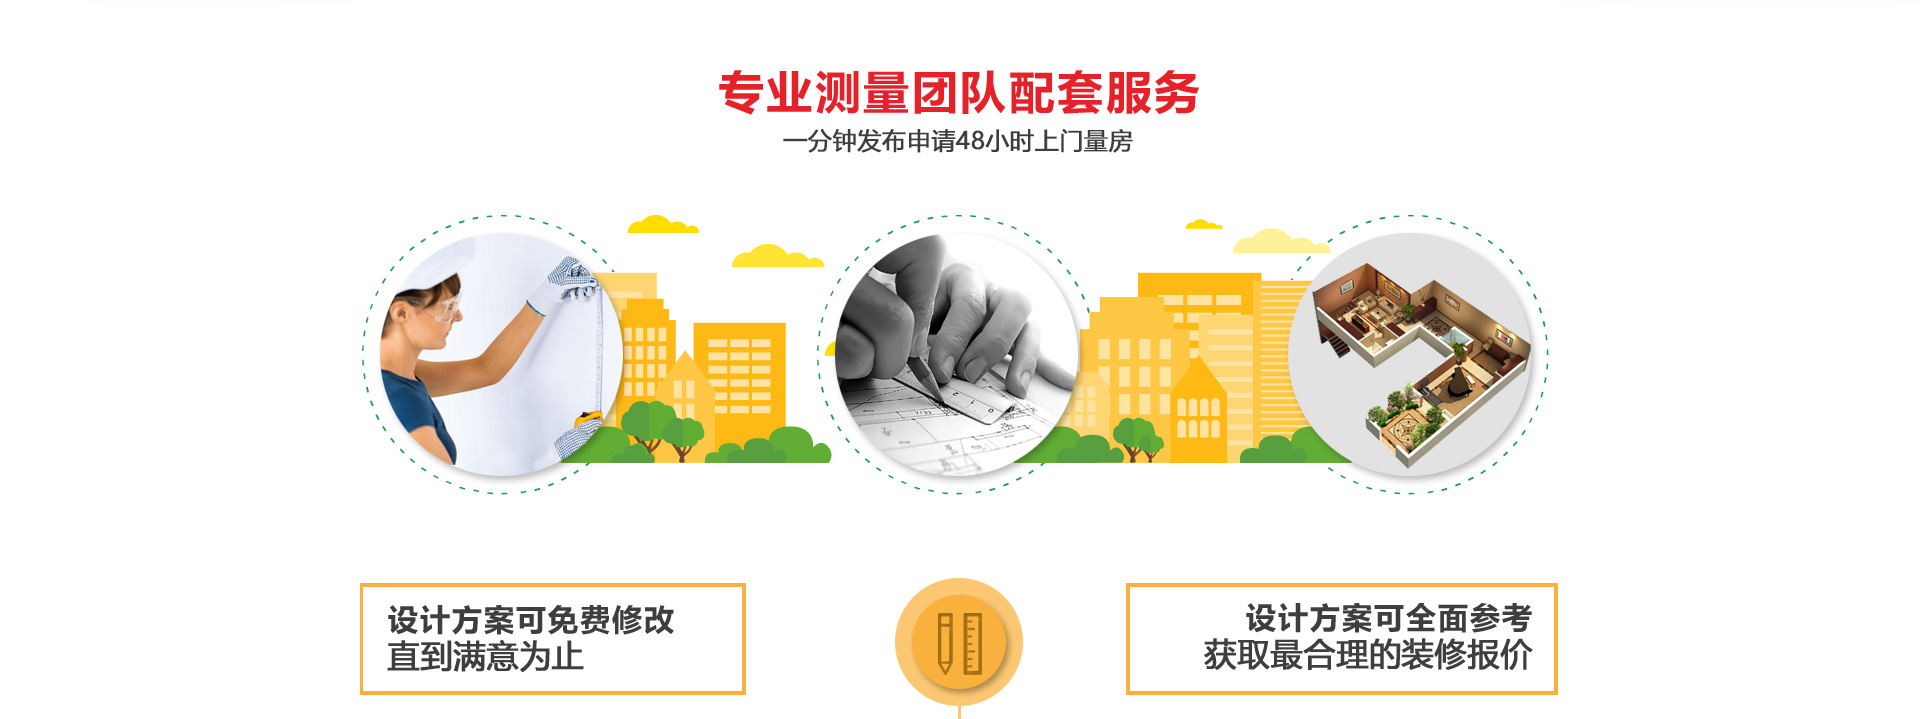 专业测量团队配套服务
一分钟发布申请48小时上门量房
设计方案可免费修改
直到满意为止
设计方案可全面参考
获取最合理的装修报价